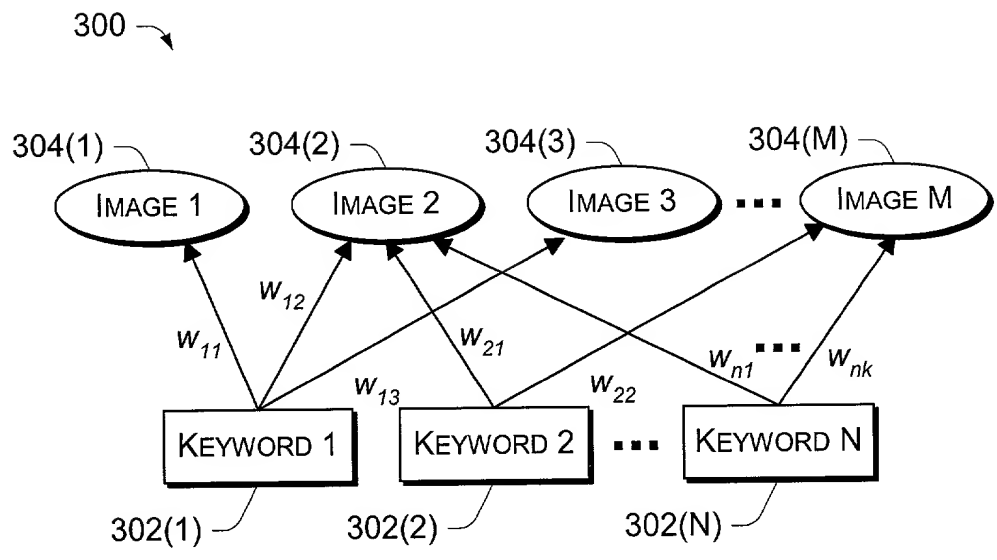 300
304(1) 304(2) 304(3) 304(M)
IMAGE 1 IMAGE 2 IMAGE 3 ... IMAGE M
w12
w11 w21 ...
w13 w22 wn1 wnk
KEYWORD 1 KEYWORD 2 ... KEYWORD N
302(1) 302(2) 302(N)